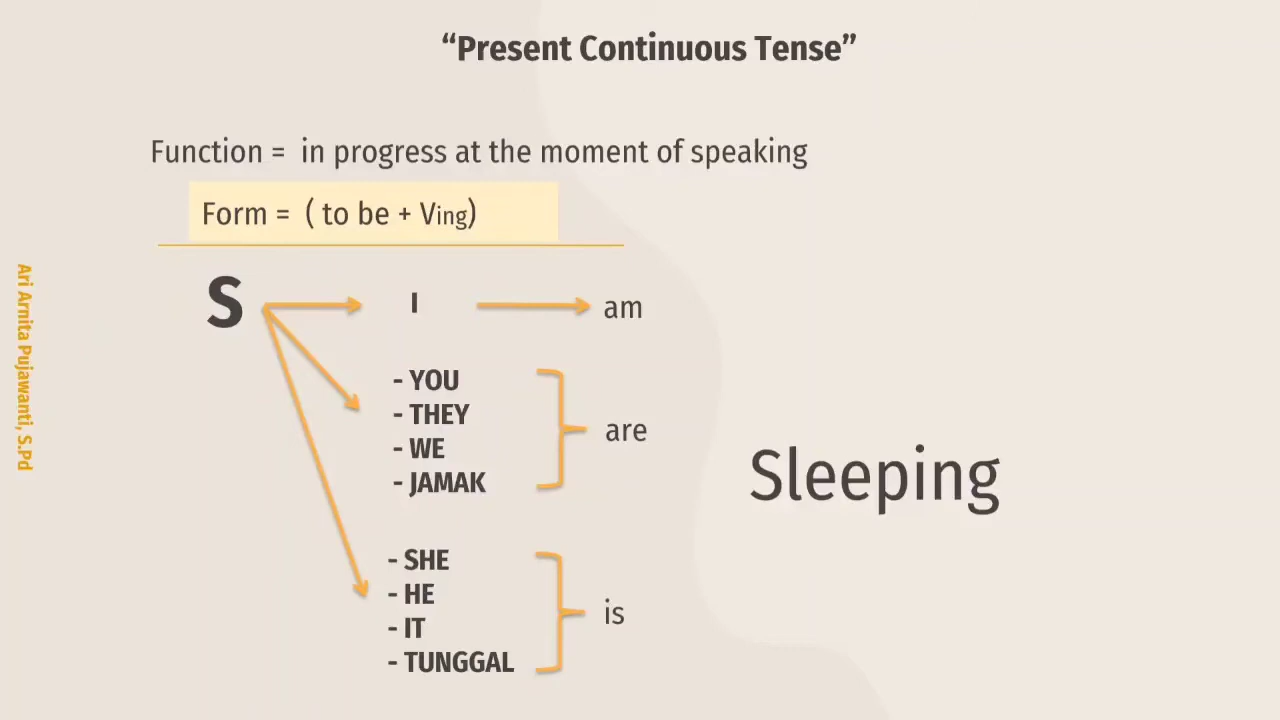 “Present Continuous Tense”
Function = in progress at the moment of speaking
Form = ( to be + Ving)
S
I
am
- YOU
- THEY
- WE
- JAMAK
are
Sleeping
- SHE
- HE
- IT
- TUNGGAL
is
Ari Arnita Pujawanti, S.Pd